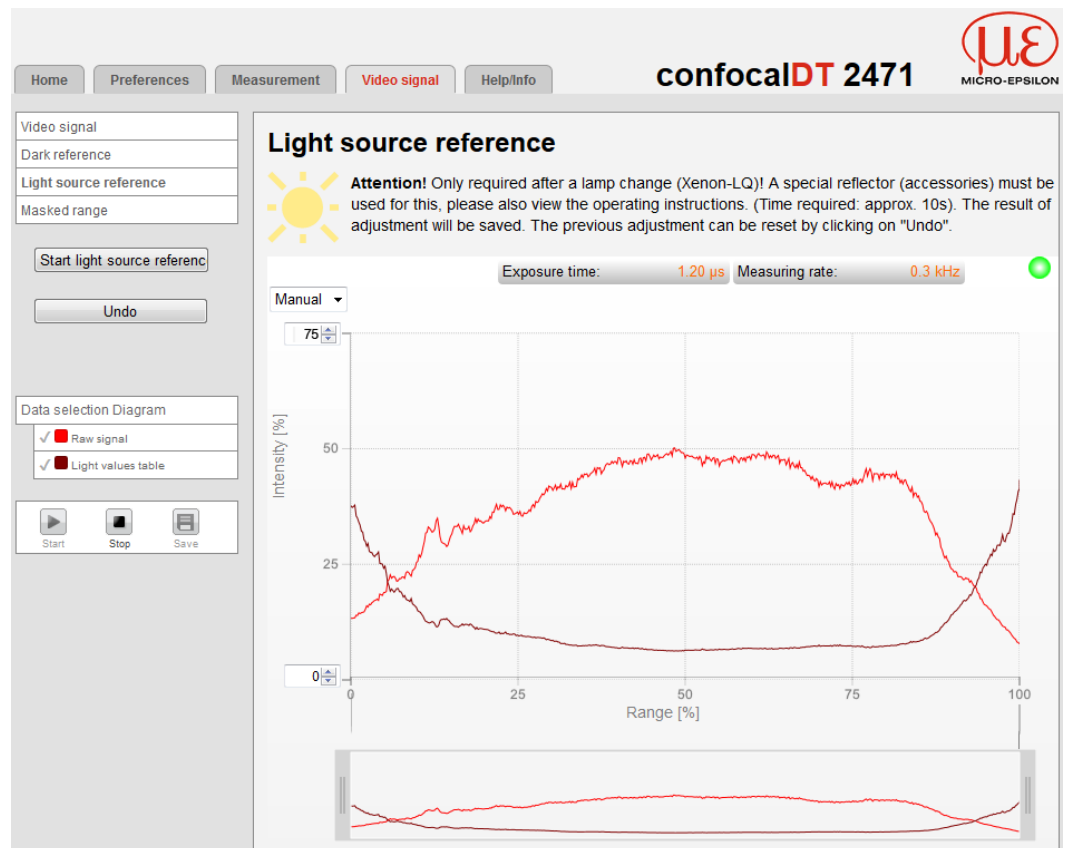 Home
Preferences
Measurement
Video signal
Help/Info
confocalDT 2471
με
MICRO-EPSILON
Video signal
Dark reference
Light source reference
Masked range
Start light source referenc
Undo
Data selection Diagram
Raw signal
Light values table
Start
Stop
Save
Light source reference
Attention! Only required after a lamp change (Xenon-LQ)! A special reflector (accessories) must be
used for this, please also view the operating instructions. (Time required: approx. 10s). The result of
adjustment will be saved. The previous adjustment can be reset by clicking on "Undo".
Exposure time: 1.20 µs
Measuring rate: 0.3 kHz
Manual
75
50
25
0
Intensity [%]
0
25
50
75
100
Range [%]